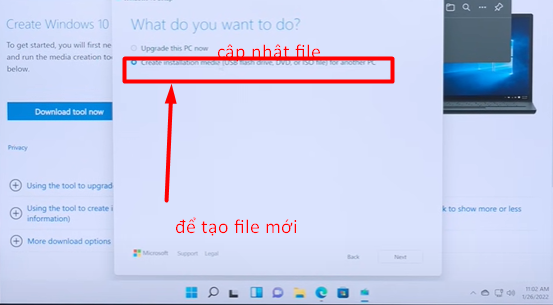 Create Windows 10
To get started, you will first nee
and run the media creation tool
below.
Download tool now
Privacy
Using the tool to upgrad
Using the tool to create i
information)
More download options
What do you want to do?
Upgrade this PC now
cập nhật file
Create installation media (USB flash drive, DVD, or ISO file) for another PC
để tạo file mới
k to show more or less
Microsoft
Support
Legal
Back
Next
11:02 AM
1/26/2022